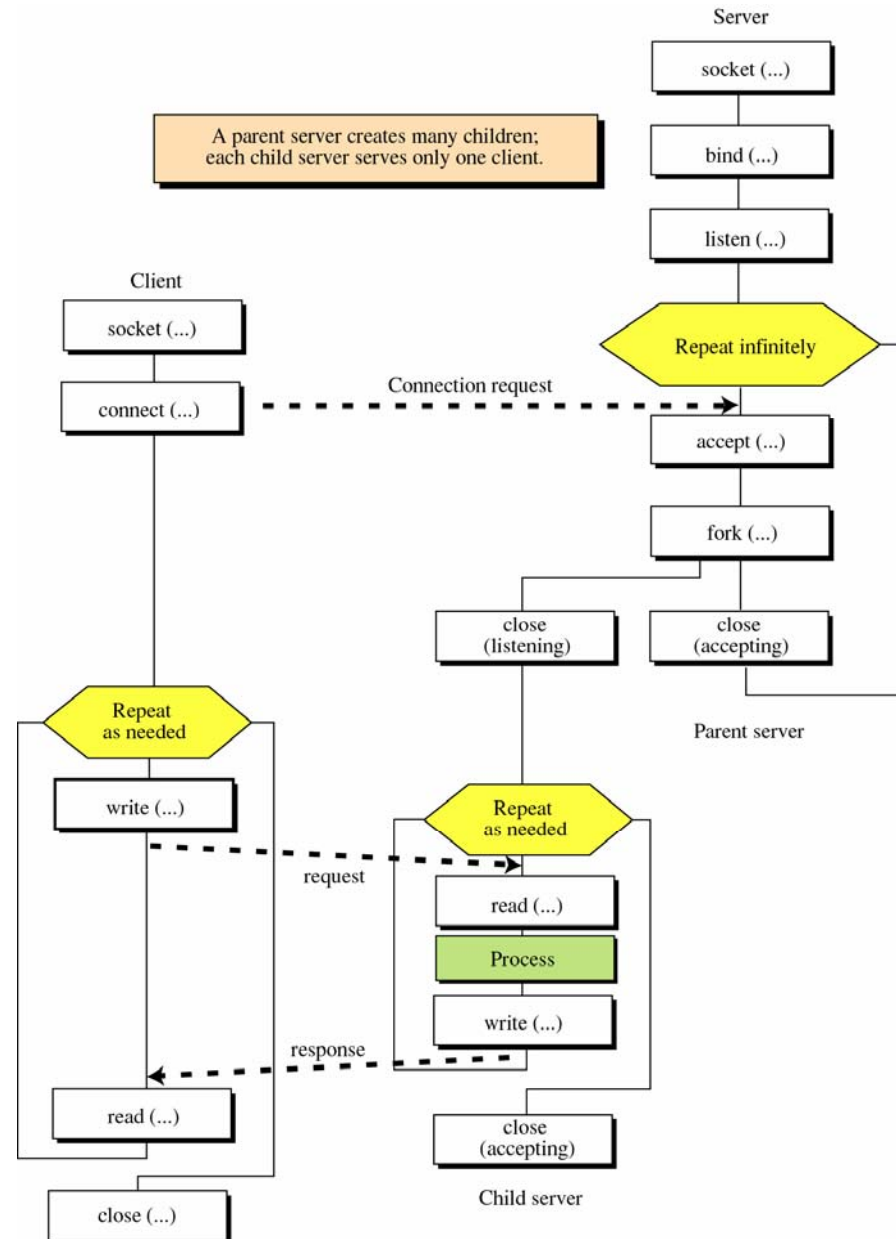 Server
socket (...)
A parent server creates many children;
each child server serves only one client.
bind (...)
listen (...)
Client
socket (...)
Repeat infinitely
Connection request
connect (...)
accept (...)
fork (...)
close
(listening)
close
(accepting)
Parent server
Repeat
as needed
write (...)
Repeat
as needed
request
read (...)
Process
write (...)
response
read (...)
close
(accepting)
Child server
close (...)